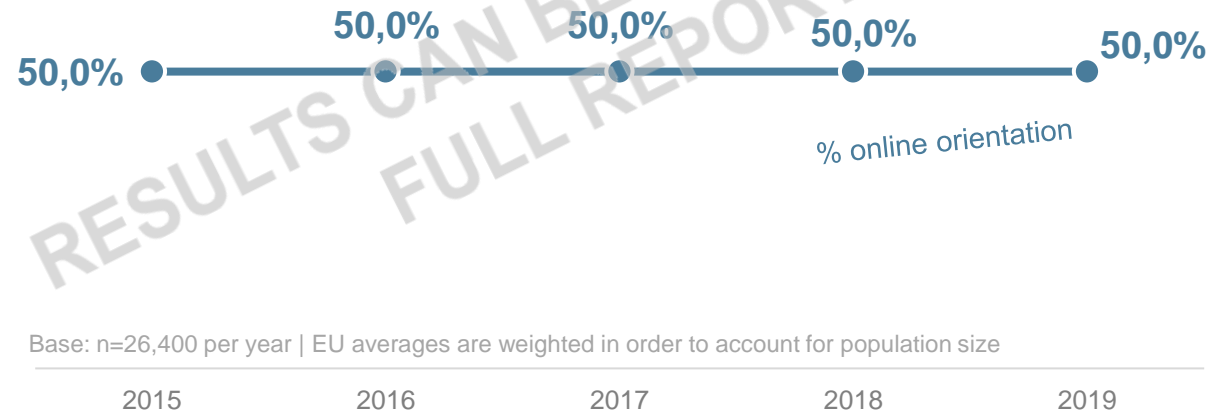 50,0% 50,0% 50,0% 50,0% 50,0%
% online orientation
RESULTS CAN BE
FULL REPORT
Base: n=26,400 per year | EU averages are weighted in order to account for population size
2015 2016 2017 2018 2019